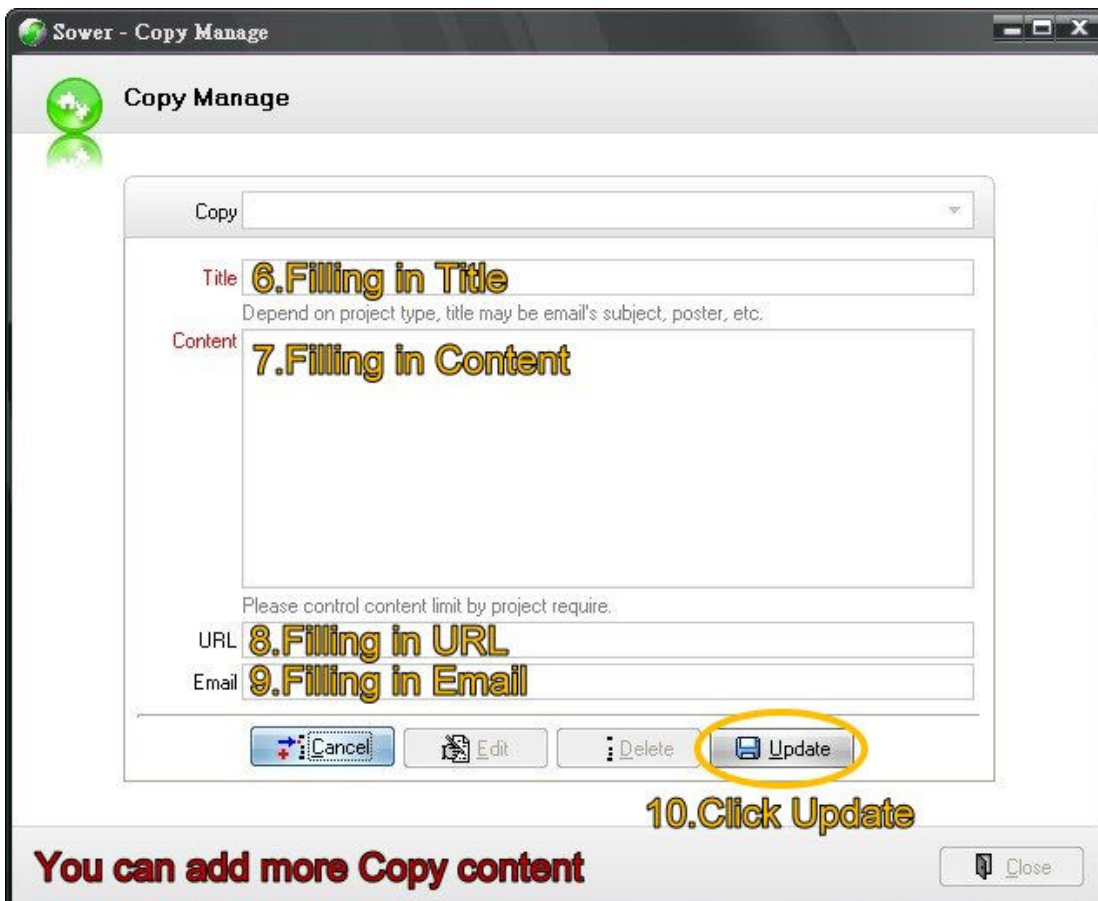 Sower - Copy Manage
Copy Manage
Copy
Title 6.Filling in Title
Depend on project type, title may be email's subject, poster, etc.
Content 7.Filling in Content
Please control content limit by project require.
URL 8.Filling in URL
Email 9.Filling in Email
Cancel Edit Delete Update
10.Click Update
You can add more Copy content Close